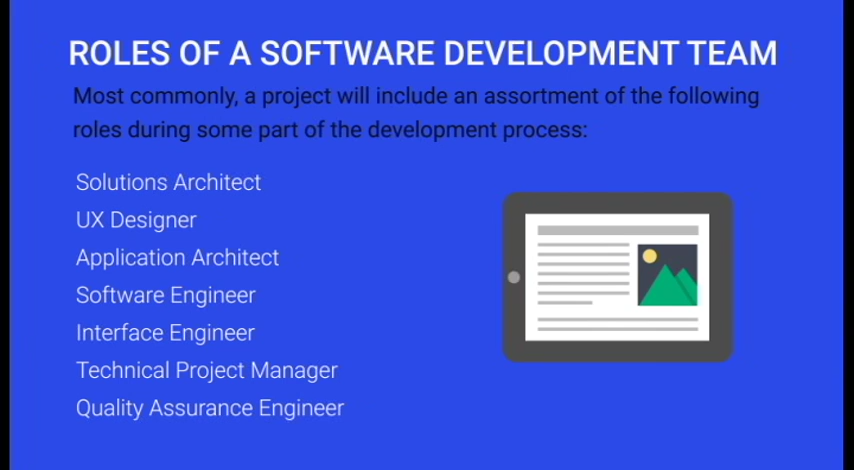 ROLES OF A SOFTWARE DEVELOPMENT TEAM
Most commonly, a project will include an assortment of the following
roles during some part of the development process:
Solutions Architect
UX Designer
Application Architect
Software Engineer
Interface Engineer
Technical Project Manager
Quality Assurance Engineer